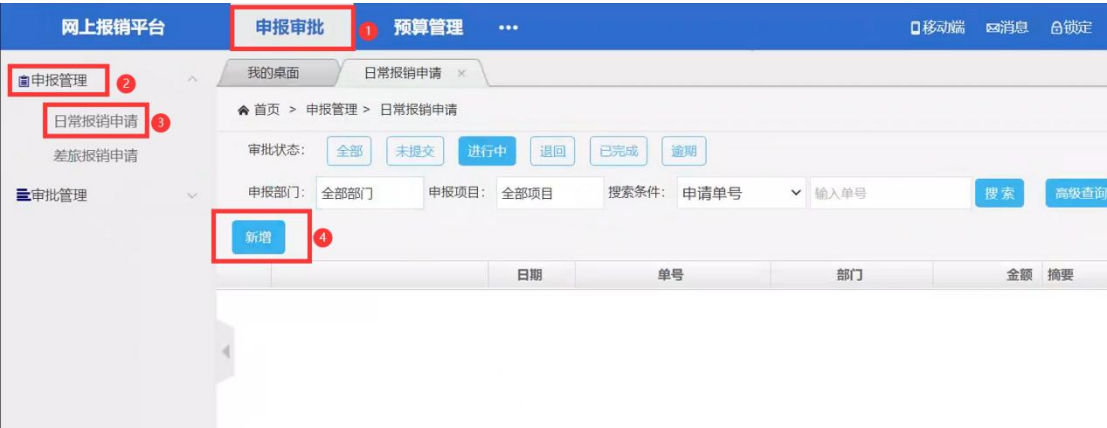 网上报销平台 申报审批 1 预算管理 ••• 移动端 消息 锁定
申报管理 2
日常报销申请 3
差旅报销申请
审批管理
我的桌面 日常报销申请 ×
首页 > 申报管理 > 日常报销申请
审批状态: 全部 未提交 进行中 退回 已完成 逾期
申报部门: 全部部门 申报项目: 全部项目 搜索条件: 申请单号 输入单号 搜索 高级查询
新增 4
日期 单号 部门 金额 摘要